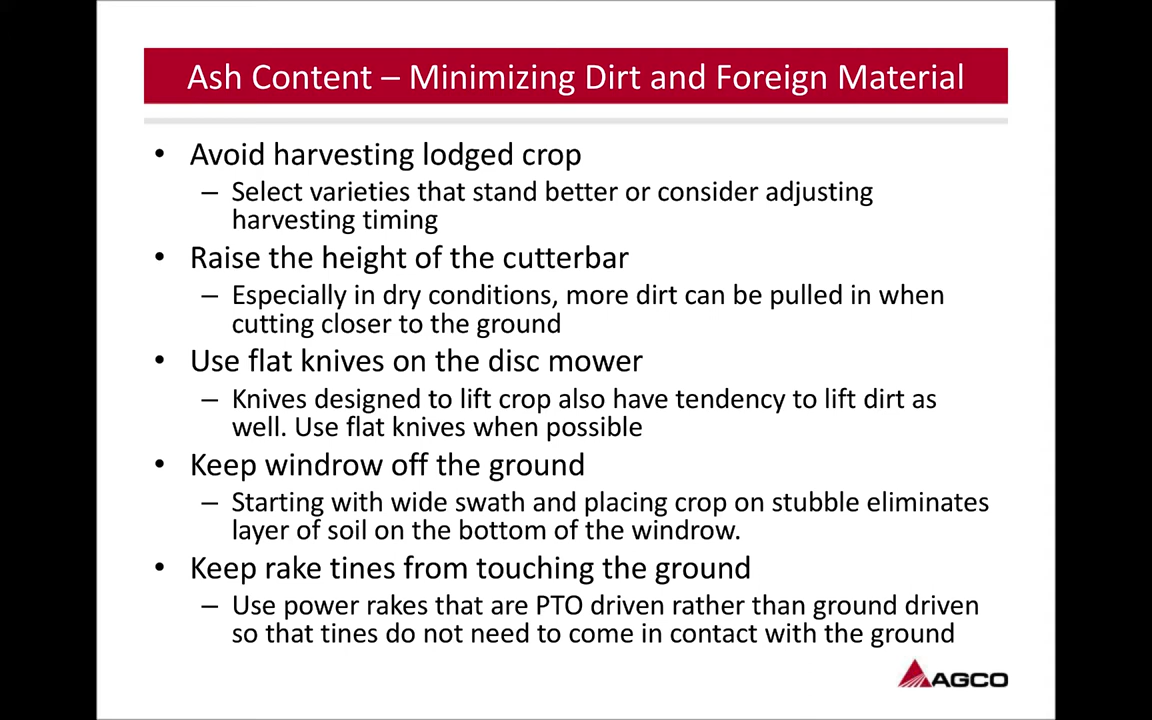 Ash Content – Minimizing Dirt and Foreign Material
• Avoid harvesting lodged crop
– Select varieties that stand better or consider adjusting
harvesting timing
• Raise the height of the cutterbar
– Especially in dry conditions, more dirt can be pulled in when
cutting closer to the ground
• Use flat knives on the disc mower
– Knives designed to lift crop also have tendency to lift dirt as
well. Use flat knives when possible
• Keep windrow off the ground
– Starting with wide swath and placing crop on stubble eliminates
layer of soil on the bottom of the windrow.
• Keep rake tines from touching the ground
– Use power rakes that are PTO driven rather than ground driven
so that tines do not need to come in contact with the ground
AGCO